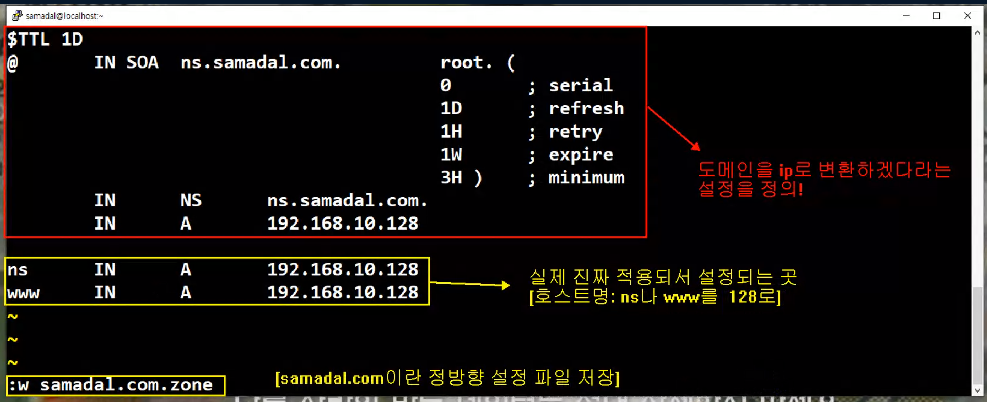 samadal@localhost:~
$TTL 1D
@ IN SOA ns.samadal.com. root. (
0 ; serial
1D ; refresh
1H ; retry
1W ; expire
3H ) ; minimum
IN NS ns.samadal.com.
IN A 192.168.10.128
도메인을 ip로 변환하겠다라는
설정을 정의!
ns IN A 192.168.10.128
www IN A 192.168.10.128
실제 진짜 적용되서 설정되는 곳
[호스트명: ns나 www를 128로]
~
~
~
:w samadal.com.zone
[samadal.com이란 정방향 설정 파일 저장]